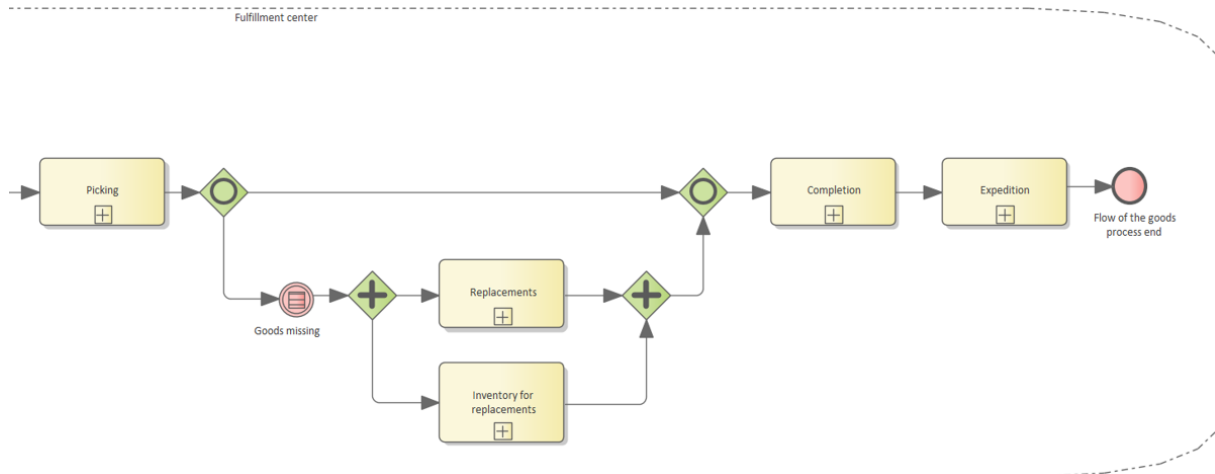 Fulfillment center
Picking
Completion
Expedition
Flow of the goods
process end
Replacements
Goods missing
Inventory for
replacements